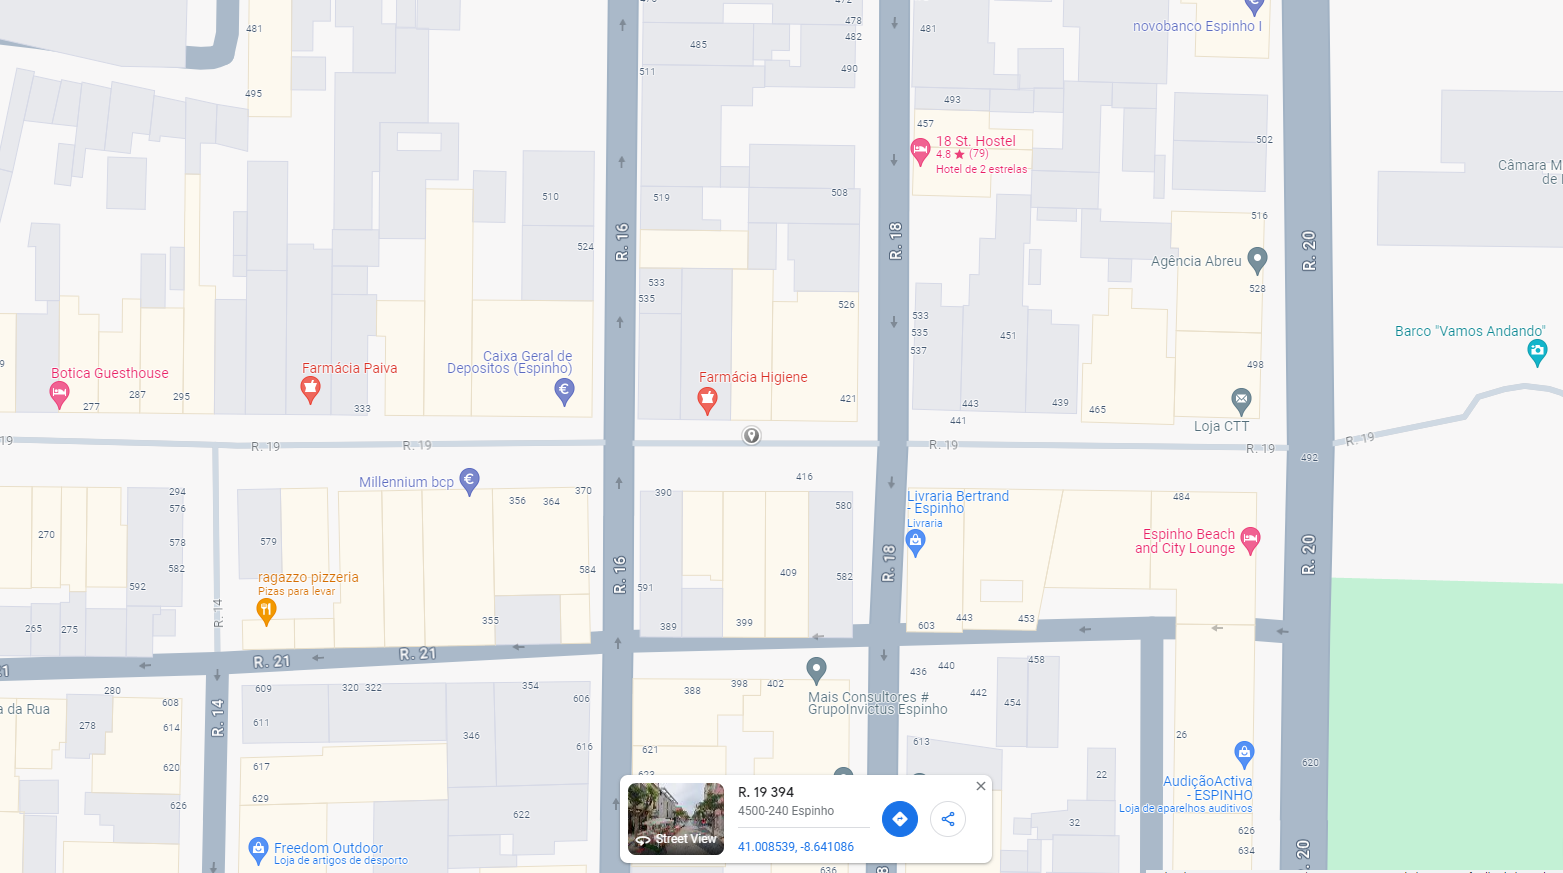 481
495
485
511
478
482
490
481
novobanco Espinho I
493
457
18 St. Hostel
4.8 ★ (79)
Hotel de 2 estrelas
502
Câmara M
de
510
524
519
508
516
R. 16
R. 18
R. 20
Agência Abreu
528
533
535
526
533
535
537
451
498
Barco "Vamos Andando"
Botica Guesthouse
277
287
295
Farmácia Paiva
333
Caixa Geral de
Depositos (Espinho)
Farmácia Higiene
421
443
441
439
465
Loja CTT
19
R. 19
R. 19
R. 19
R. 19
R. 19
492
Millennium bcp
294
576
578
582
592
270
265
275
579
356
364
370
584
355
390
416
580
409
582
591
389
399
Livraria Bertrand
- Espinho
Livraria
484
Espinho Beach
and City Lounge
603
443
453
ragazzo pizzeria
Pizas para levar
R. 14
R. 16
R. 18
R. 20
R. 21
R. 21
280
a da Rua
278
608
614
620
626
R. 14
609
611
617
629
320
322
354
346
606
616
622
388
398
402
621
Mais Consultores #
GrupoInvictus Espinho
436
440
442
458
454
613
26
22
32
620
AudiçãoActiva
- ESPINHO
Loja de aparelhos auditivos
626
634
20
Freedom Outdoor
Loja de artigos de desporto
636
R. 19 394
4500-240 Espinho
41.008539, -8.641086
Street View